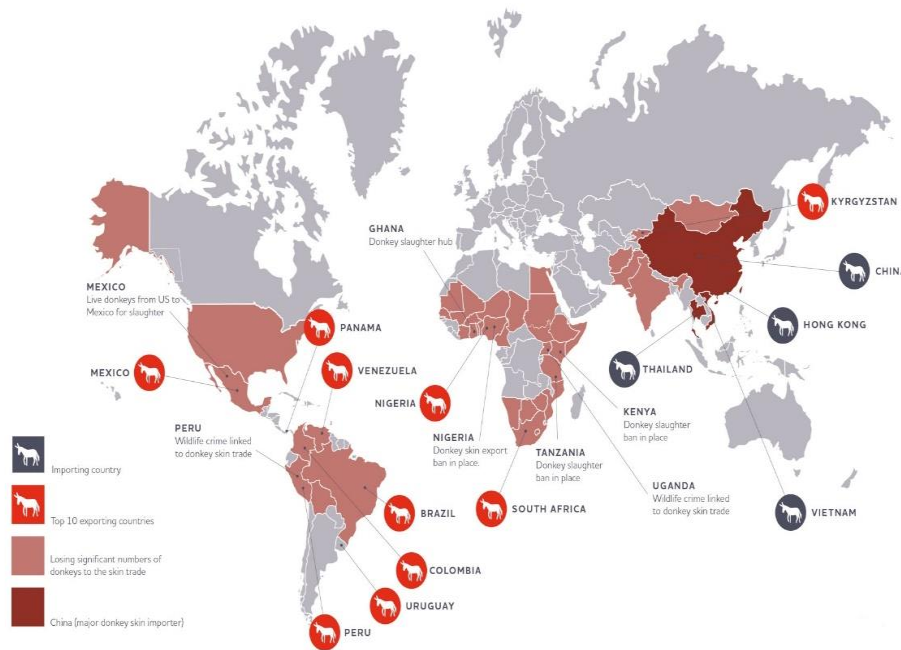 KYRGYZSTAN
GHANA
Donkey slaughter hub
CHINA
MEXICO
Live donkeys from US to
Mexico for slaughter
PANAMA
HONG KONG
VENEZUELA
THAILAND
MEXICO
NIGERIA
KENYA
Donkey slaughter
ban in place
PERU
Wildlife crime linked
to donkey skin trade
NIGERIA
Donkey skin export
ban in place.
TANZANIA
Donkey slaughter
ban in place
Importing country
UGANDA
Wildlife crime linked
to donkey skin trade
BRAZIL
SOUTH AFRICA
VIETNAM
Top 10 exporting countries
COLOMBIA
Losing significant numbers of
donkeys to the skin trade
URUGUAY
PERU
China (major donkey skin importer)